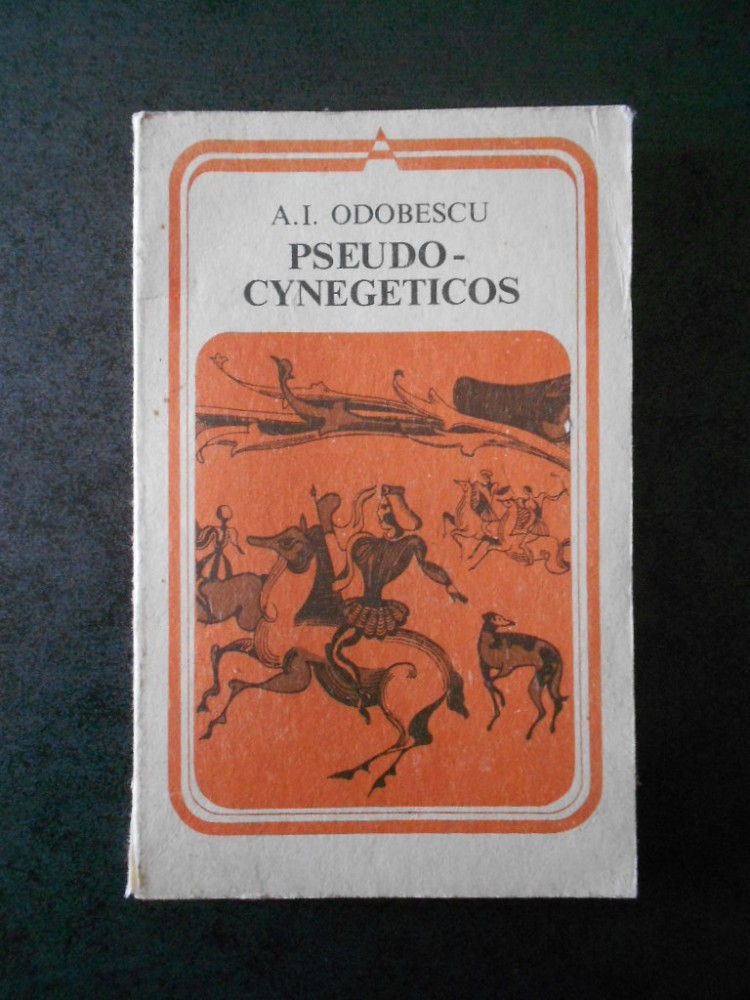 A.I. ODOBESCU
PSEUDO-
CYNEGETICOS